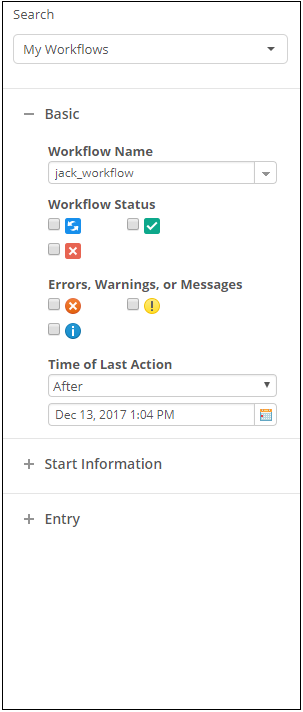 Search
My Workflows
Basic
Workflow Name
jack_workflow
Workflow Status
Errors, Warnings, or Messages
Time of Last Action
After
Dec 13, 2017 1:04 PM
Start Information
Entry